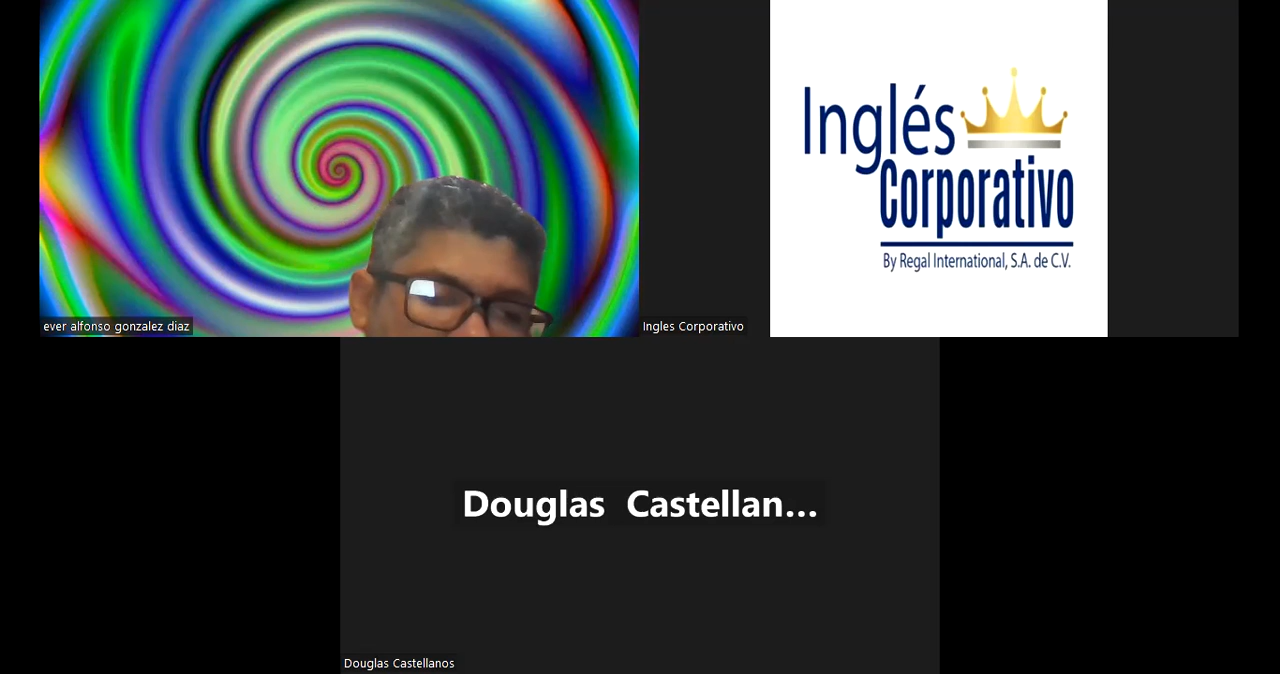 Inglés
Corporativo
By Regal International, S.A. de C.V.
ever alfonso gonzalez diaz
Ingles Corporativo
Douglas Castellan...
Douglas Castellanos